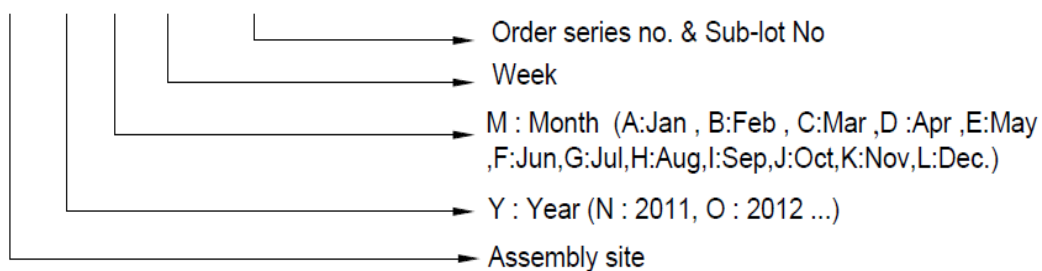 Order series no. & Sub-lot No
Week
M : Month (A:Jan , B:Feb , C:Mar ,D :Apr ,E:May
,F:Jun,G:Jul,H:Aug,I:Sep,J:Oct,K:Nov,L:Dec.)
Y : Year (N : 2011, O : 2012 ...)
Assembly site